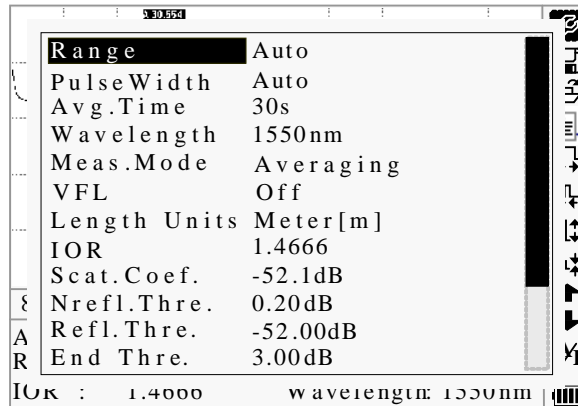 A 30.554
Range Auto
PulseWidth Auto
Avg.Time 30s
Wavelength 1550nm
Meas.Mode Averaging
VFL Off
Length Units Meter[m]
IOR 1.4666
Scat.Coef. -52.1dB
Nrefl.Thre. 0.20dB
Refl.Thre. -52.00dB
End Thre. 3.00dB
A
R
IOR : 1.4666 Wavelength: 1550nm